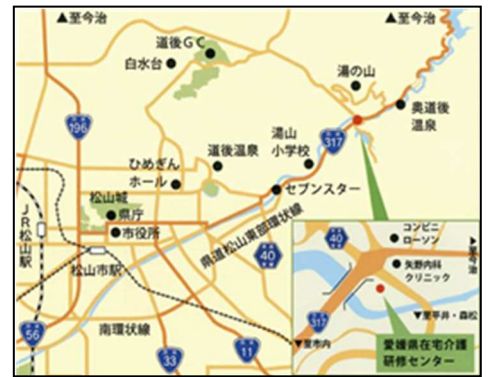 ▲至今治
▲至今治
道後GC
白水台
湯の山
奥道後
温泉
196
317
湯山
小学校
道後温泉
ひめぎん
ホール
セブンスター
松山城
県庁
市役所
JR松山駅
松山市駅
県道松山東部環状線
40
南環状線
56
33
11
40
コンビニ
ローソン
▲至今治
矢野内科
クリニック
317
▼至市内
▼至平井・森松
愛媛県在宅介護
研修センター